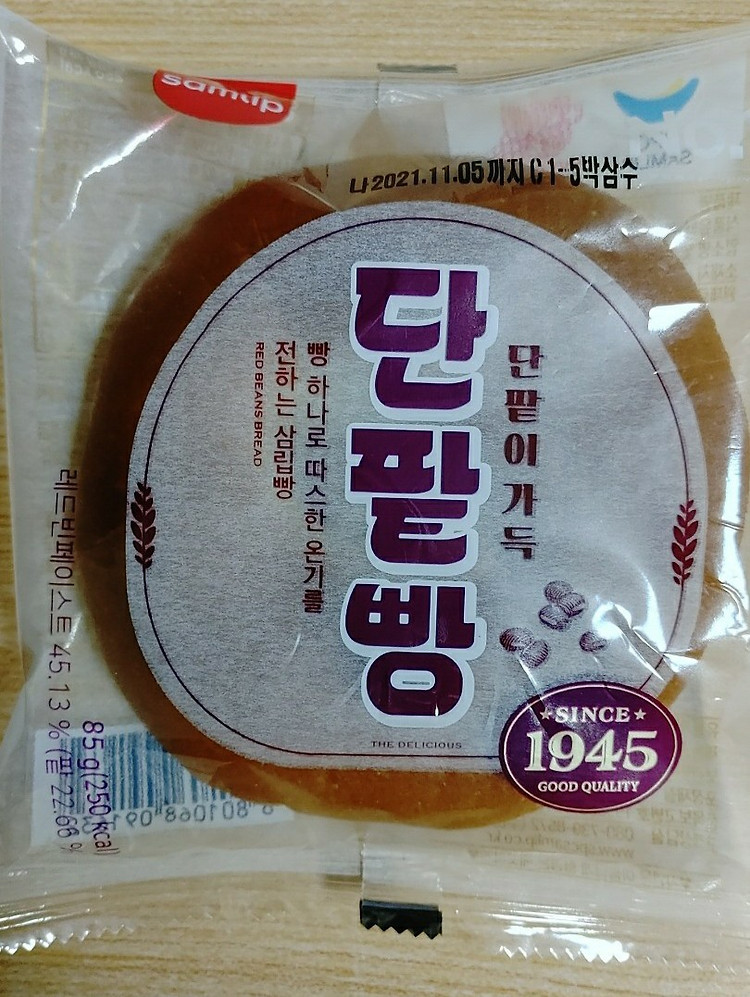 samlip
나2021.11.05까지 C1-5박삼수
단팥이 가득
단팥빵
빵 하나로 따스한 온기를
전하는 삼립빵
RED BEANS BREAD
THE DELICIOUS
SINCE
1945
GOOD QUALITY
85 g(250 kcal)
레드빈페이스트 45.13 % (팥 22.66 %